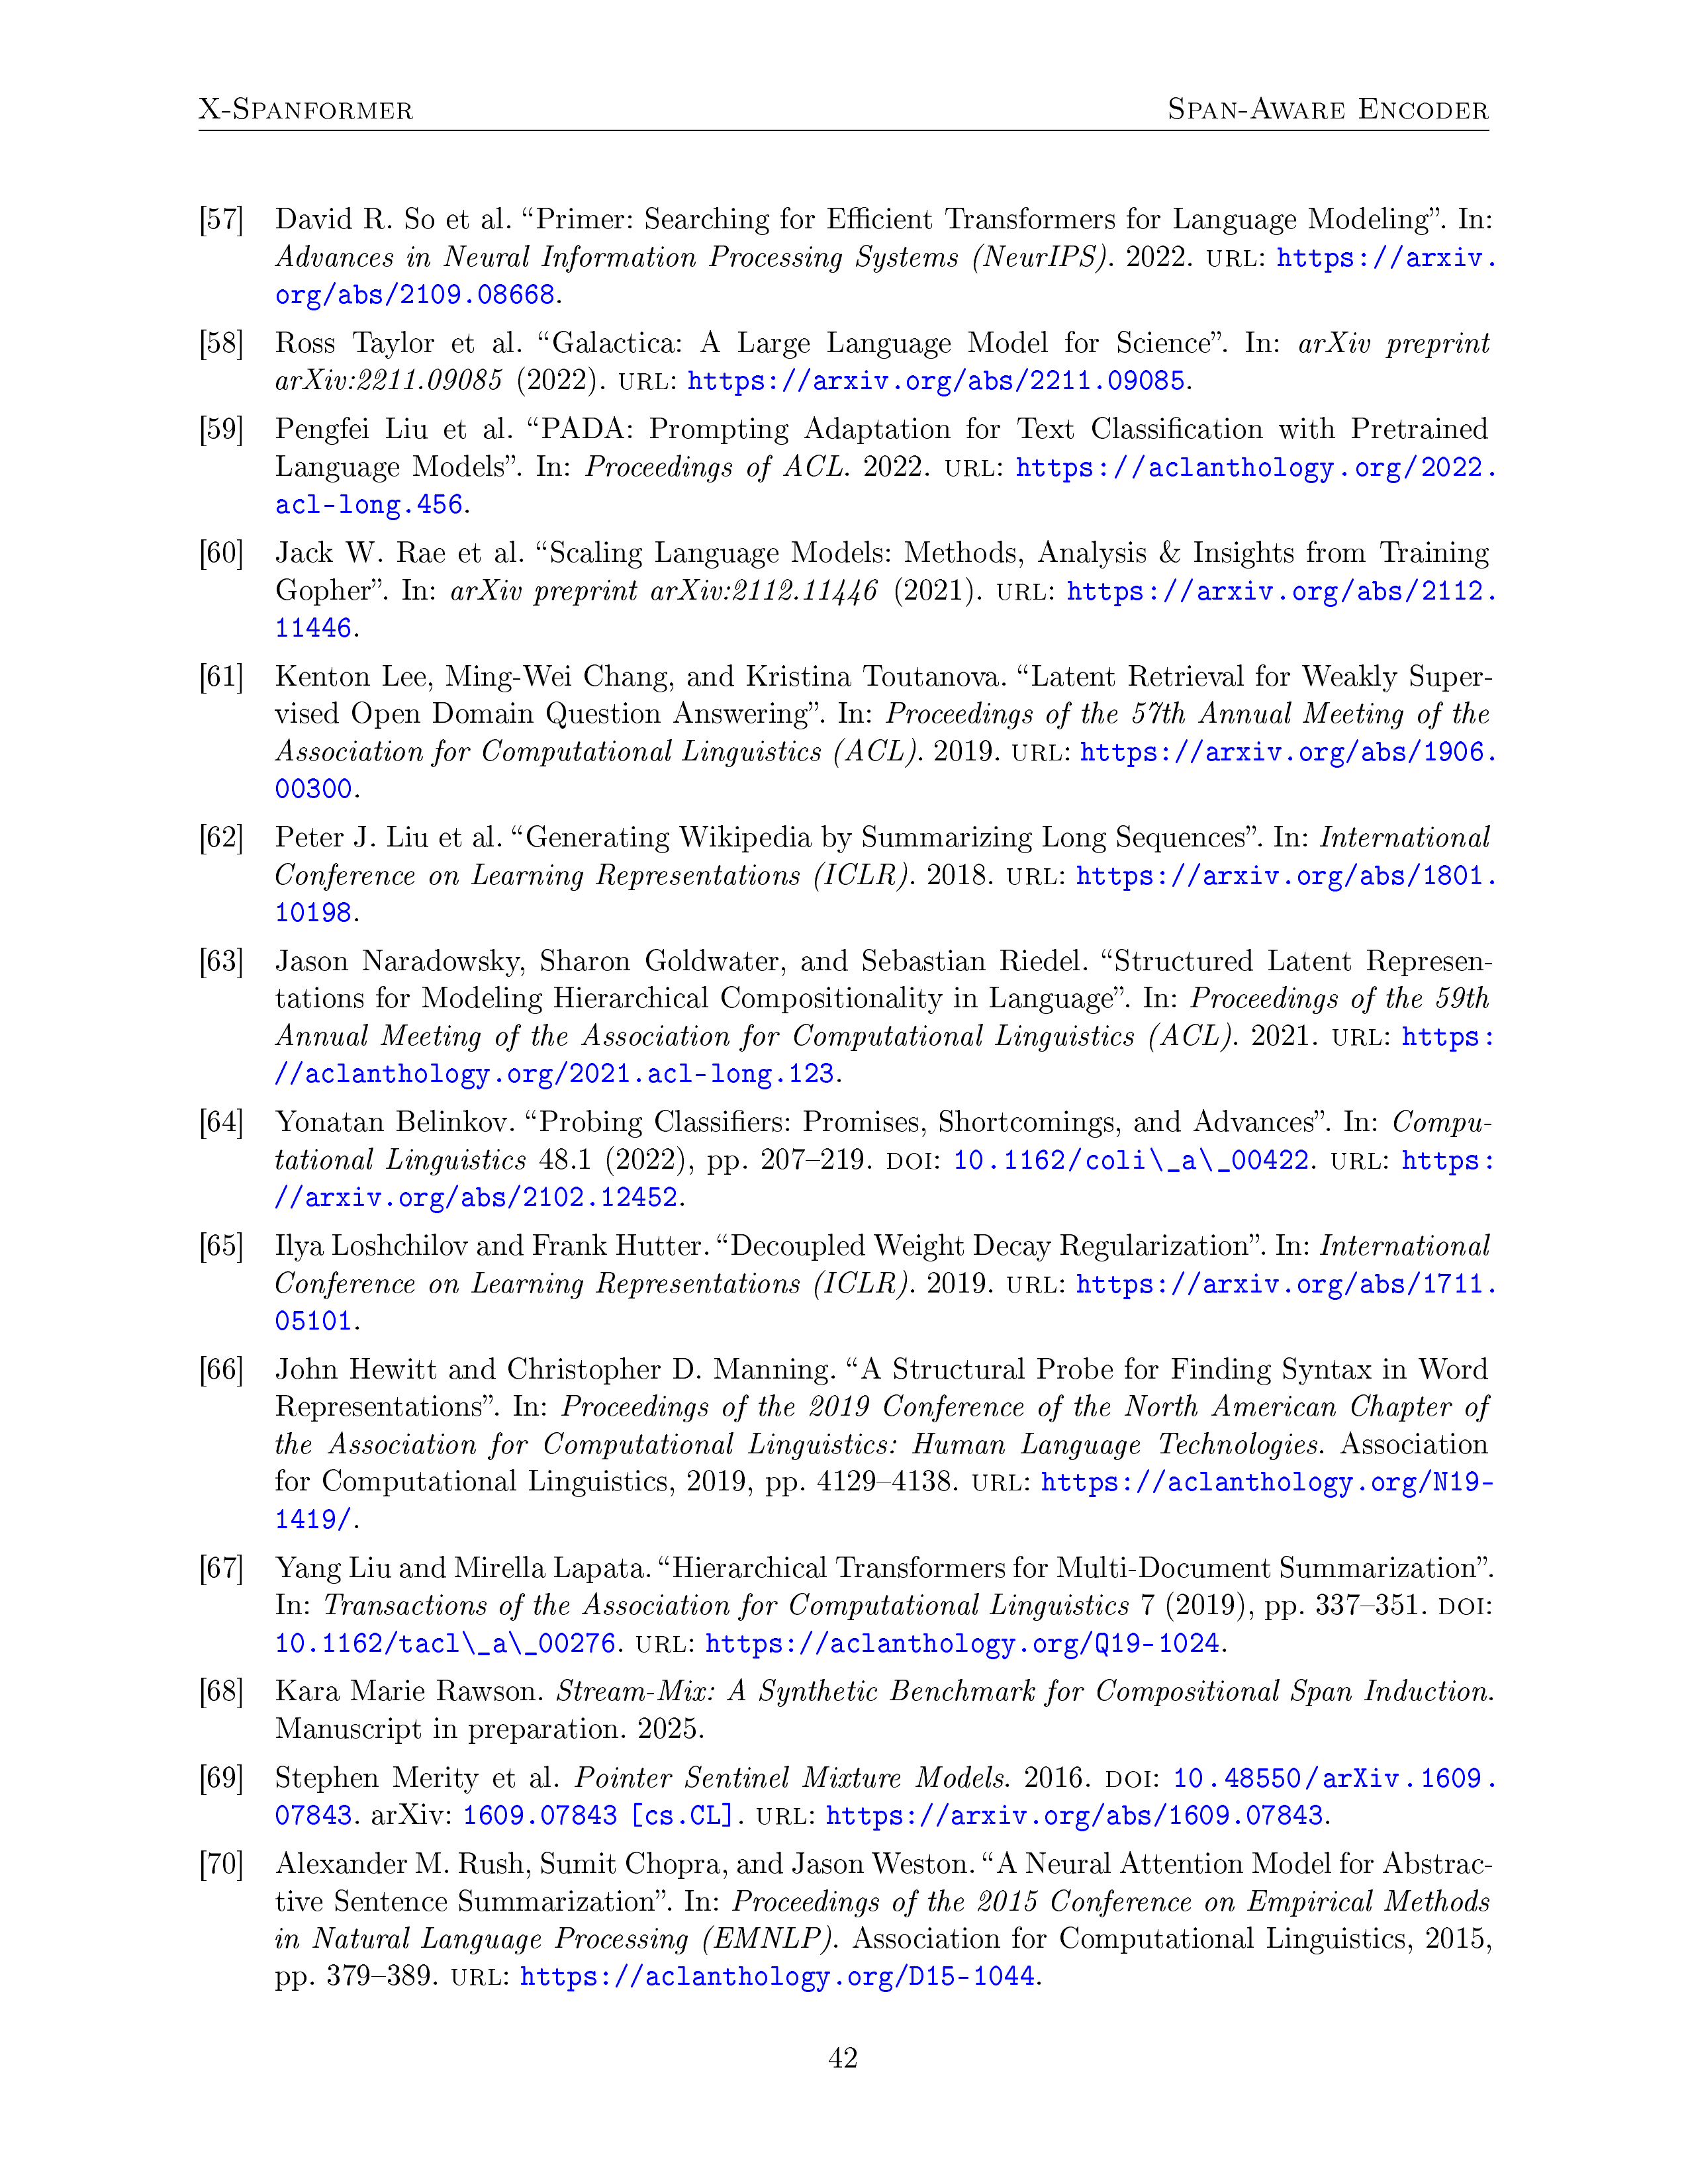 X-Spanformer Span-Aware Encoder
[57] David R. So et al. “Primer: Searching for Efficient Transformers for Language Modeling”. In:
Advances in Neural Information Processing Systems (NeurIPS). 2022. URL: https://arxiv.
org/abs/2109.08668.
[58] Ross Taylor et al. “Galactica: A Large Language Model for Science”. In: arXiv preprint
arXiv:2211.09085 (2022). URL: https://arxiv.org/abs/2211.09085.
[59] Pengfei Liu et al. “PADA: Prompting Adaptation for Text Classification with Pretrained
Language Models”. In: Proceedings of ACL. 2022. URL: https://aclanthology.org/2022.
acl-long.456.
[60] Jack W. Rae et al. “Scaling Language Models: Methods, Analysis & Insights from Training
Gopher”. In: arXiv preprint arXiv:2112.11446 (2021). URL: https://arxiv.org/abs/2112.
11446.
[61] Kenton Lee, Ming-Wei Chang, and Kristina Toutanova. “Latent Retrieval for Weakly Super-
vised Open Domain Question Answering”. In: Proceedings of the 57th Annual Meeting of the
Association for Computational Linguistics (ACL). 2019. URL: https://arxiv.org/abs/1906.
00300.
[62] Peter J. Liu et al. “Generating Wikipedia by Summarizing Long Sequences”. In: International
Conference on Learning Representations (ICLR). 2018. URL: https://arxiv.org/abs/1801.
10198.
[63] Jason Naradowsky, Sharon Goldwater, and Sebastian Riedel. “Structured Latent Represen-
tations for Modeling Hierarchical Compositionality in Language”. In: Proceedings of the 59th
Annual Meeting of the Association for Computational Linguistics (ACL). 2021. URL: https:
//aclanthology.org/2021.acl-long.123.
[64] Yonatan Belinkov. “Probing Classifiers: Promises, Shortcomings, and Advances”. In: Compu-
tational Linguistics 48.1 (2022), pp. 207–219. DOI: 10.1162/coli\_a\_00422. URL: https:
//arxiv.org/abs/2102.12452.
[65] Ilya Loshchilov and Frank Hutter. “Decoupled Weight Decay Regularization”. In: International
Conference on Learning Representations (ICLR). 2019. URL: https://arxiv.org/abs/1711.
05101.
[66] John Hewitt and Christopher D. Manning. “A Structural Probe for Finding Syntax in Word
Representations”. In: Proceedings of the 2019 Conference of the North American Chapter of
the Association for Computational Linguistics: Human Language Technologies. Association
for Computational Linguistics, 2019, pp. 4129–4138. URL: https://aclanthology.org/N19-
1419/.
[67] Yang Liu and Mirella Lapata. “Hierarchical Transformers for Multi-Document Summarization”.
In: Transactions of the Association for Computational Linguistics 7 (2019), pp. 337–351. DOI:
10.1162/tacl\_a\_00276. URL: https://aclanthology.org/Q19-1024.
[68] Kara Marie Rawson. Stream-Mix: A Synthetic Benchmark for Compositional Span Induction.
Manuscript in preparation. 2025.
[69] Stephen Merity et al. Pointer Sentinel Mixture Models. 2016. DOI: 10.48550/arXiv.1609.
07843. arXiv: 1609.07843 [cs.CL]. URL: https://arxiv.org/abs/1609.07843.
[70] Alexander M. Rush, Sumit Chopra, and Jason Weston. “A Neural Attention Model for Abstrac-
tive Sentence Summarization”. In: Proceedings of the 2015 Conference on Empirical Methods
in Natural Language Processing (EMNLP). Association for Computational Linguistics, 2015,
pp. 379–389. URL: https://aclanthology.org/D15-1044.
42